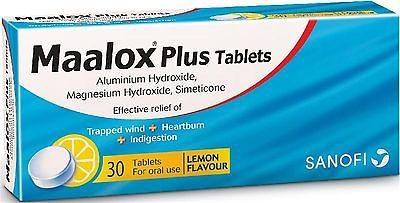 Maalox® Plus Tablets
Aluminium Hydroxide,
Magnesium Hydroxide, Simeticone
Effective relief of
Trapped wind + Heartburn
+ Indigestion
30 Tablets For oral use
LEMON FLAVOUR
SANOFI